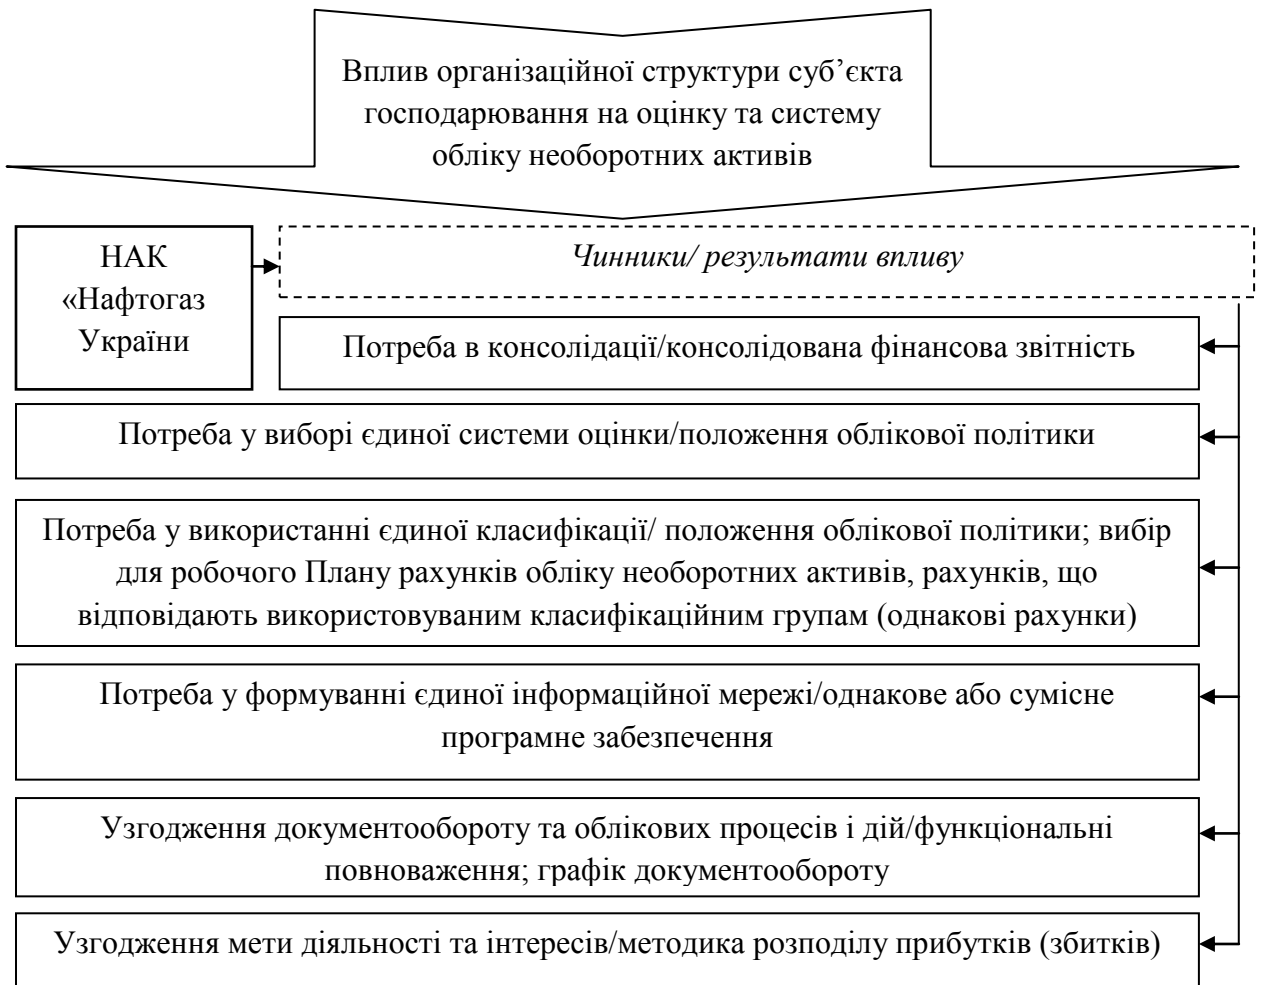 Вплив організаційної структури суб’єкта
господарювання на оцінку та систему
обліку необоротних активів
НАК
«Нафтогаз
України
Чинники/ результати впливу
Потреба в консолідації/консолідована фінансова звітність
Потреба у виборі єдиної системи оцінки/положення облікової політики
Потреба у використанні єдиної класифікації/ положення облікової політики; вибір
для робочого Плану рахунків обліку необоротних активів, рахунків, що
відповідають використовуваним класифікаційним групам (однакові рахунки)
Потреба у формуванні єдиної інформаційної мережі/однакове або сумісне
програмне забезпечення
Узгодження документообороту та облікових процесів і дій/функціональні
повноваження; графік документообороту
Узгодження мети діяльності та інтересів/методика розподілу прибутків (збитків)